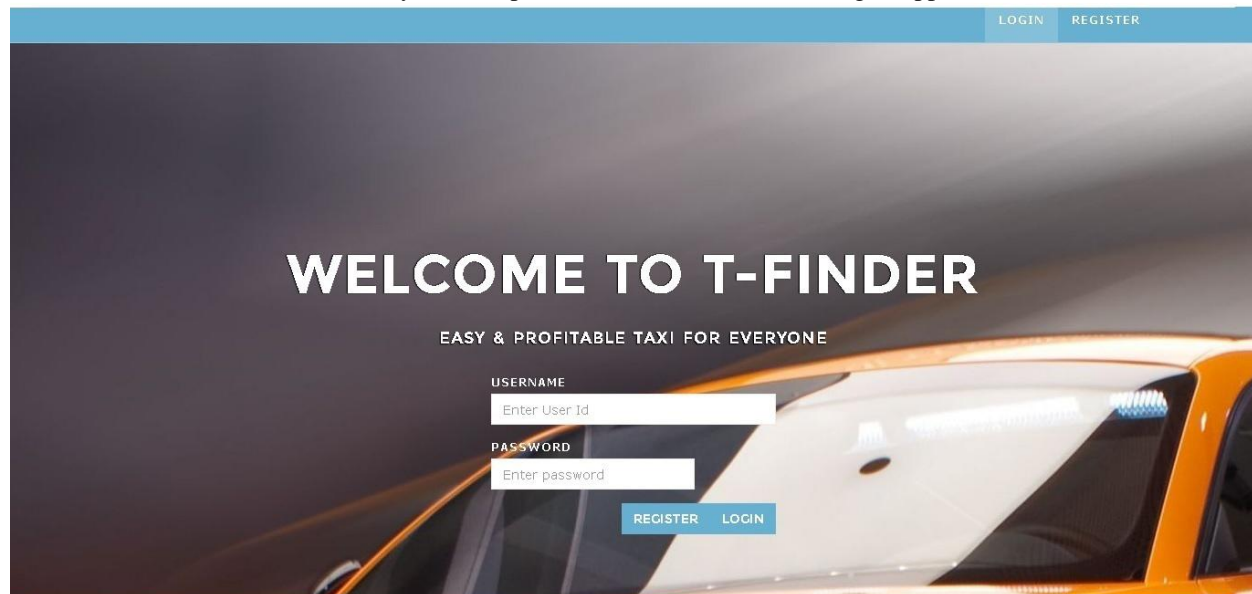 LOGIN REGISTER
WELCOME TO T-FINDER
EASY & PROFITABLE TAXI FOR EVERYONE
USERNAME
Enter User Id
PASSWORD
Enter password
REGISTER LOGIN